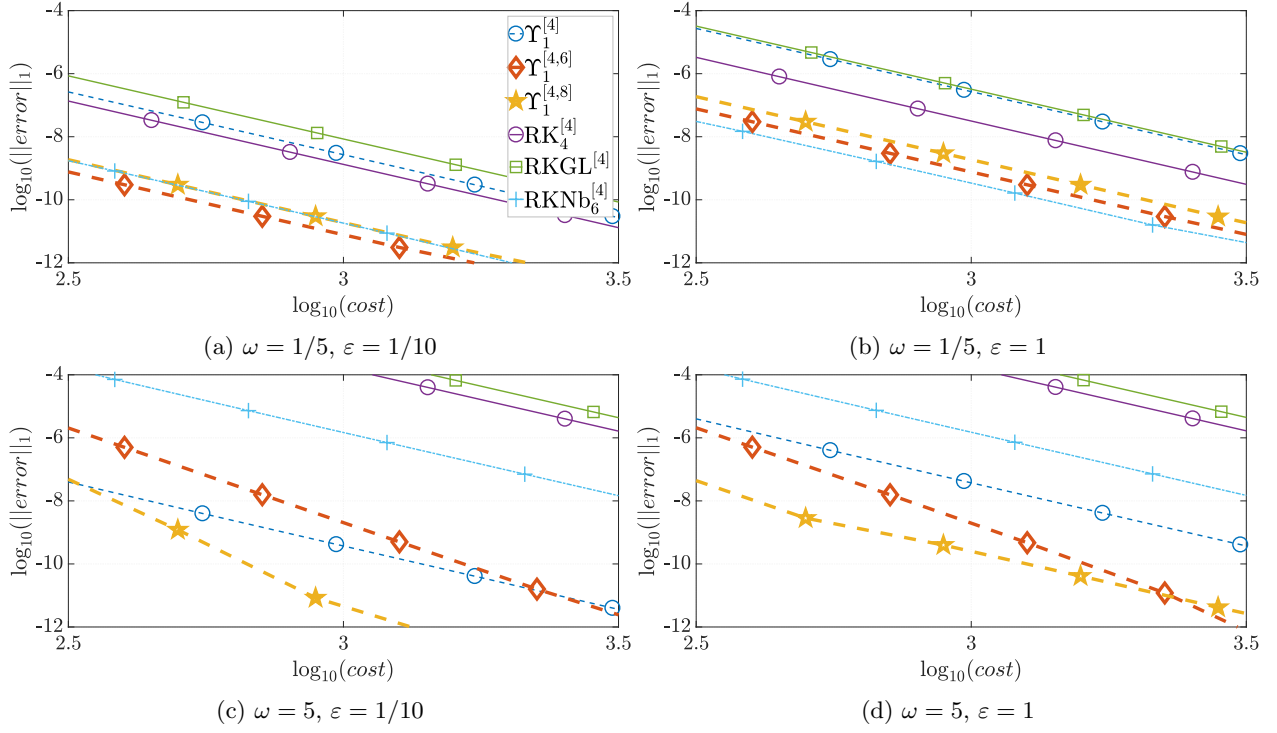 -4
-6
-8
-10
-12
2.5
3
3.5
log₁₀(||error||₁)
log₁₀(cost)
Υ₁^[4]
Υ₁^[4,6]
Υ₁^[4,8]
RK₄^[4]
RKGL^[4]
RKNb₆^[4]
(a) ω = 1/5, ε = 1/10
-4
-6
-8
-10
-12
2.5
3
3.5
log₁₀(||error||₁)
log₁₀(cost)
(b) ω = 1/5, ε = 1
-4
-6
-8
-10
-12
2.5
3
3.5
log₁₀(||error||₁)
log₁₀(cost)
(c) ω = 5, ε = 1/10
-4
-6
-8
-10
-12
2.5
3
3.5
log₁₀(||error||₁)
log₁₀(cost)
(d) ω = 5, ε = 1